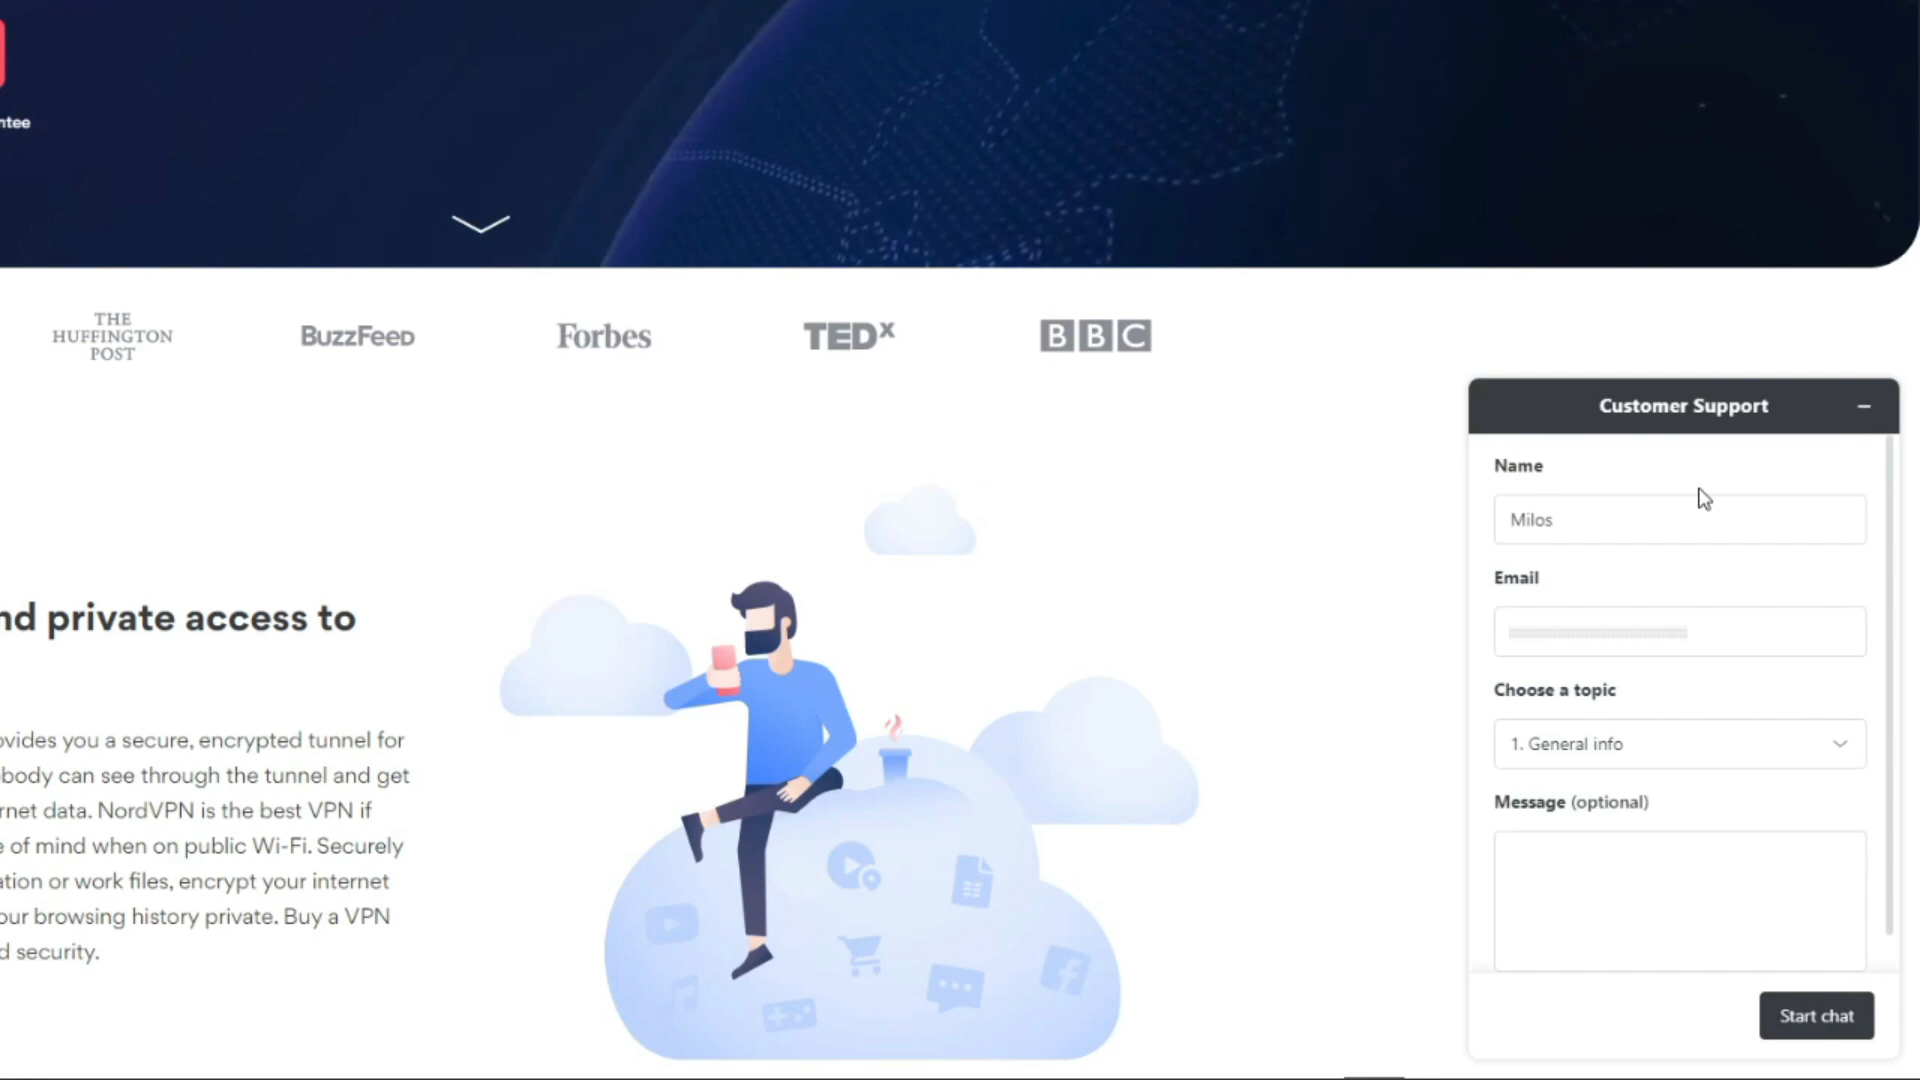 ntee
THE
HUFFINGTON
POST
BuzzFeed
Forbes
TEDx
BBC
nd private access to
ovides you a secure, encrypted tunnel for
body can see through the tunnel and get
rnet data. NordVPN is the best VPN if
e of mind when on public Wi-Fi. Securely
ation or work files, encrypt your internet
our browsing history private. Buy a VPN
d security.
Customer Support
Name
Milos
Email
Choose a topic
1. General info
Message (optional)
Start chat